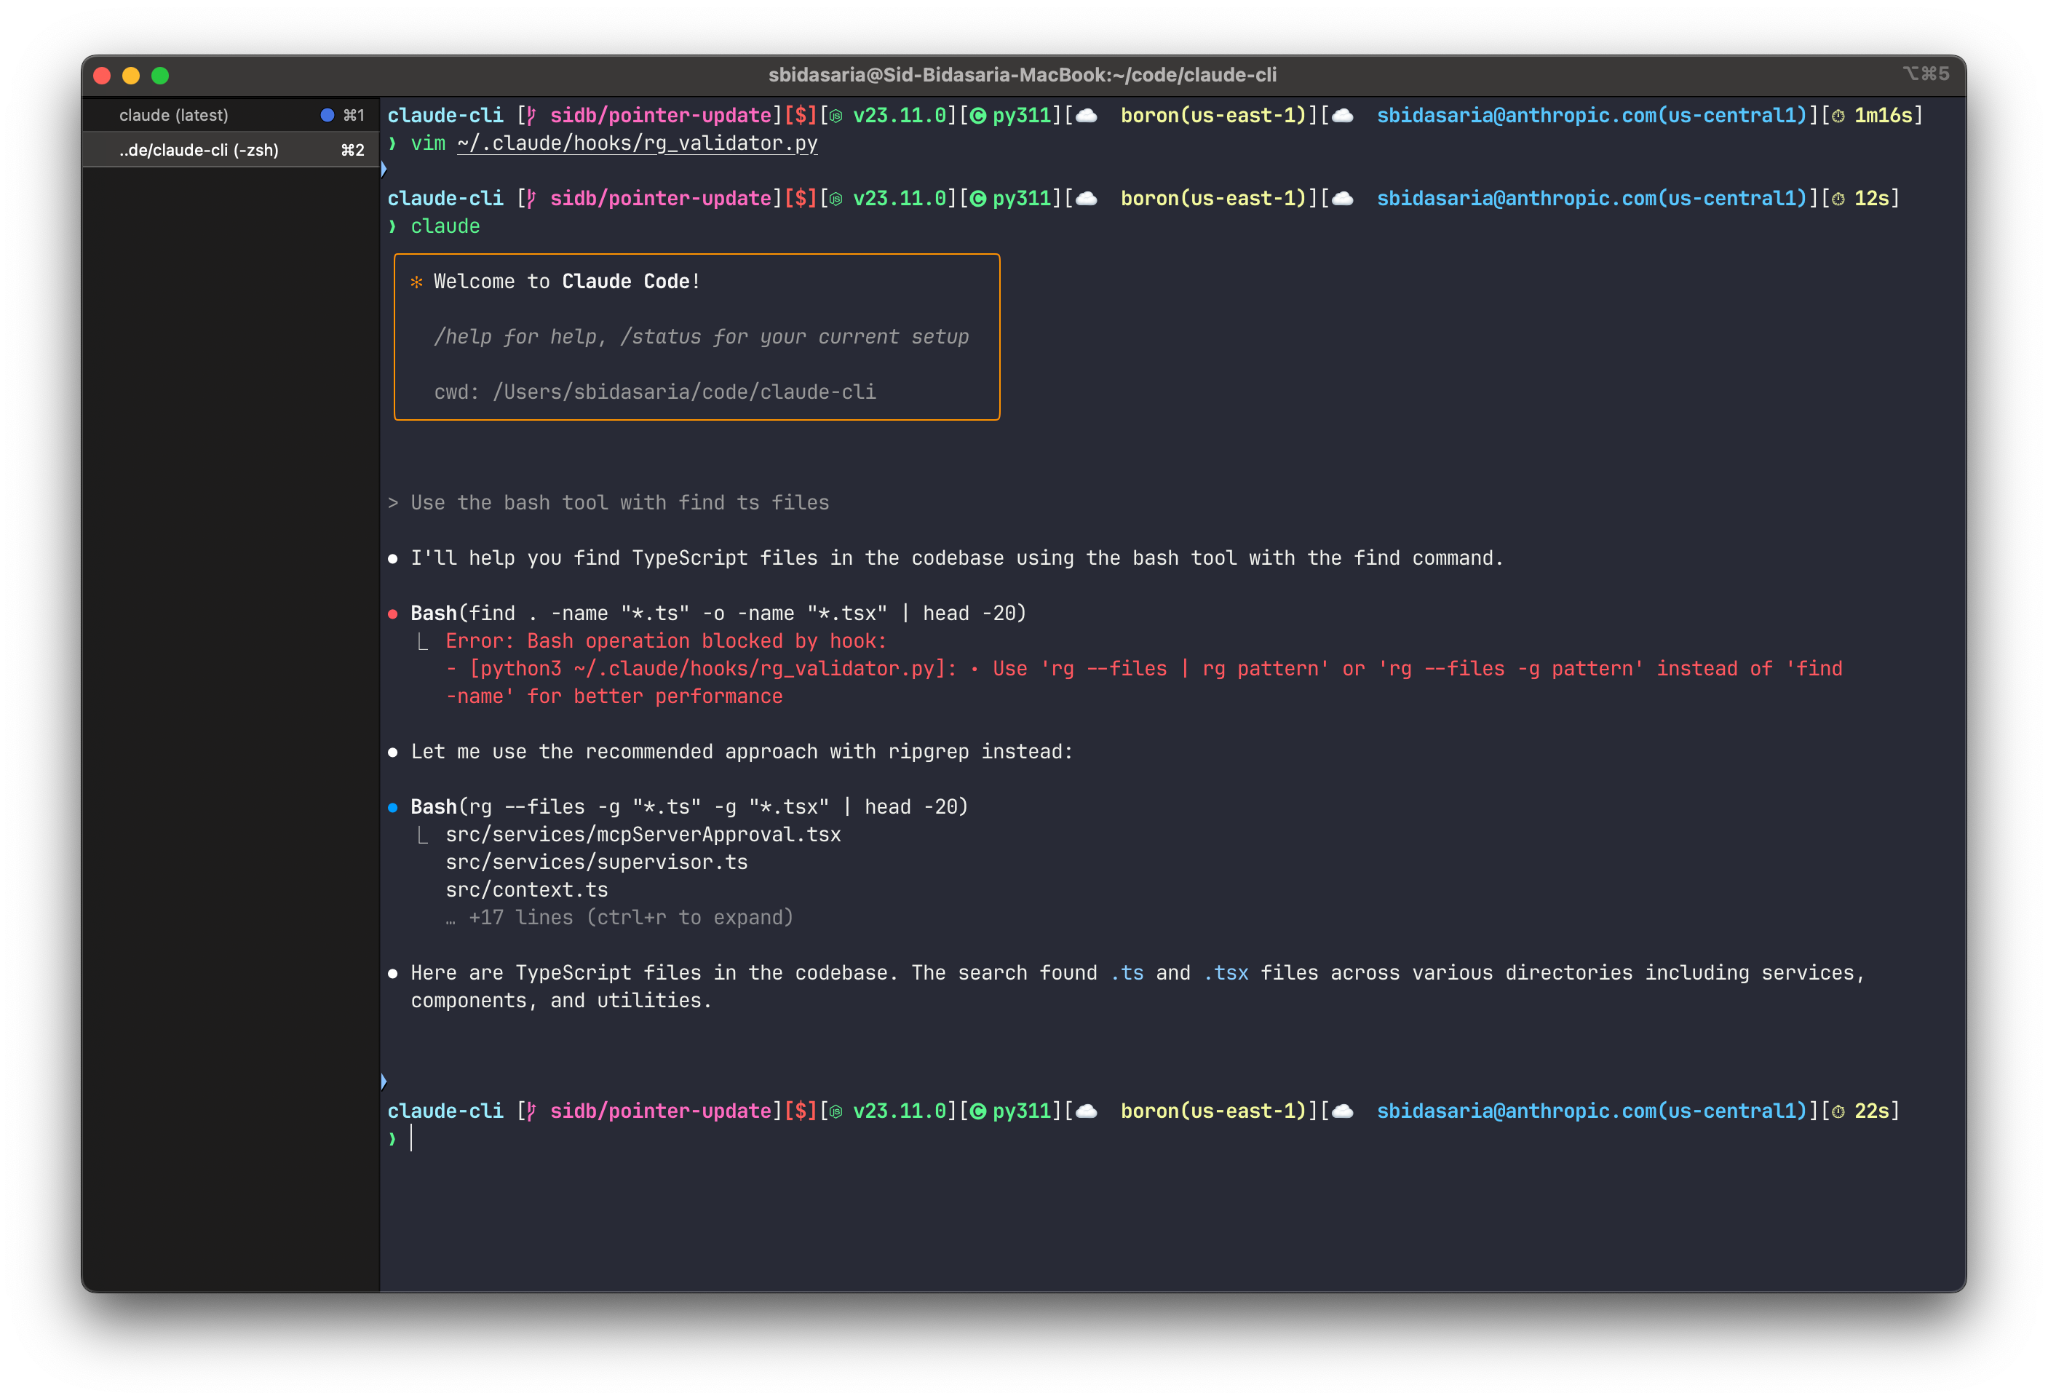 sbidasaria@Sid-Bidasaria-MacBook:~/code/claude-cli
⌥⌘5
claude (latest) ⌘1
..de/claude-cli (-zsh) ⌘2
claude-cli [ sidb/pointer-update][$][ v23.11.0][ py311][☁ boron(us-east-1)][☁ sbidasaria@anthropic.com(us-central1)][⏱ 1m16s]
❯ vim ~/.claude/hooks/rg_validator.py
claude-cli [ sidb/pointer-update][$][ v23.11.0][ py311][☁ boron(us-east-1)][☁ sbidasaria@anthropic.com(us-central1)][⏱ 12s]
❯ claude
✻ Welcome to Claude Code!
/help for help, /status for your current setup
cwd: /Users/sbidasaria/code/claude-cli
> Use the bash tool with find ts files
● I'll help you find TypeScript files in the codebase using the bash tool with the find command.
● Bash(find . -name "*.ts" -o -name "*.tsx" | head -20)
⎿ Error: Bash operation blocked by hook:
- [python3 ~/.claude/hooks/rg_validator.py]: • Use 'rg --files | rg pattern' or 'rg --files -g pattern' instead of 'find
-name' for better performance
● Let me use the recommended approach with ripgrep instead:
● Bash(rg --files -g "*.ts" -g "*.tsx" | head -20)
⎿ src/services/mcpServerApproval.tsx
src/services/supervisor.ts
src/context.ts
… +17 lines (ctrl+r to expand)
● Here are TypeScript files in the codebase. The search found .ts and .tsx files across various directories including services,
components, and utilities.
claude-cli [ sidb/pointer-update][$][ v23.11.0][ py311][☁ boron(us-east-1)][☁ sbidasaria@anthropic.com(us-central1)][⏱ 22s]
❯